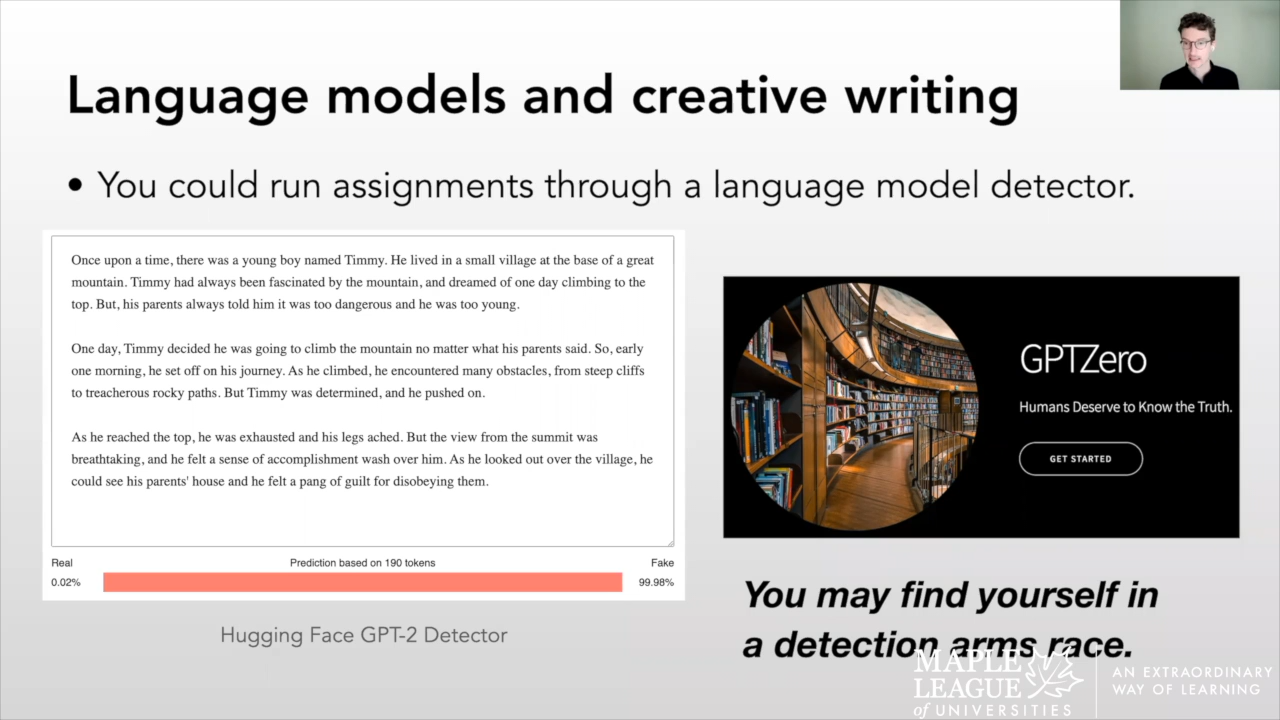 Language models and creative writing
• You could run assignments through a language model detector.
Once upon a time, there was a young boy named Timmy. He lived in a small village at the base of a great
mountain. Timmy had always been fascinated by the mountain, and dreamed of one day climbing to the
top. But, his parents always told him it was too dangerous and he was too young.
One day, Timmy decided he was going to climb the mountain no matter what his parents said. So, early
one morning, he set off on his journey. As he climbed, he encountered many obstacles, from steep cliffs
to treacherous rocky paths. But Timmy was determined, and he pushed on.
As he reached the top, he was exhausted and his legs ached. But the view from the summit was
breathtaking, and he felt a sense of accomplishment wash over him. As he looked out over the village, he
could see his parents' house and he felt a pang of guilt for disobeying them.
Real Prediction based on 190 tokens Fake
0.02% 99.98%
Hugging Face GPT-2 Detector
GPTZero
Humans Deserve to Know the Truth.
GET STARTED
You may find yourself in
a detection arms race.
MAPLE
LEAGUE
of UNIVERSITIES
AN EXTRAORDINARY
WAY OF LEARNING